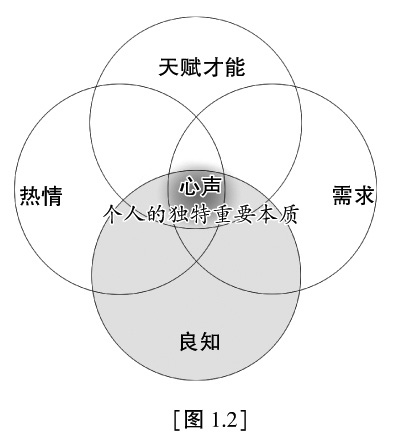 天赋才能
热情
心声
需求
个人的独特重要本质
良知
[图 1.2]